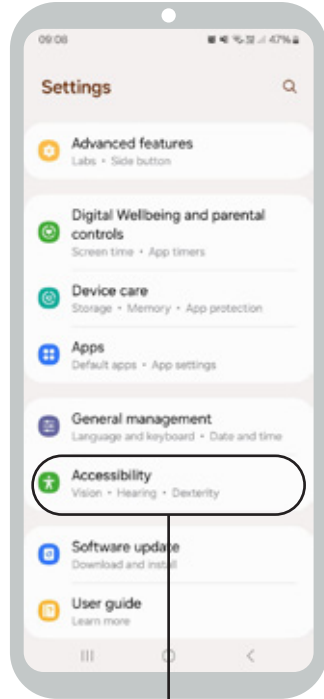 09:08 47%
Settings
Advanced features
Labs • Side button
Digital Wellbeing and parental
controls
Screen time • App timers
Device care
Storage • Memory • App protection
Apps
Default apps • App settings
General management
Language and keyboard • Date and time
Accessibility
Vision • Hearing • Dexterity
Software update
Download and install
User guide
Learn more